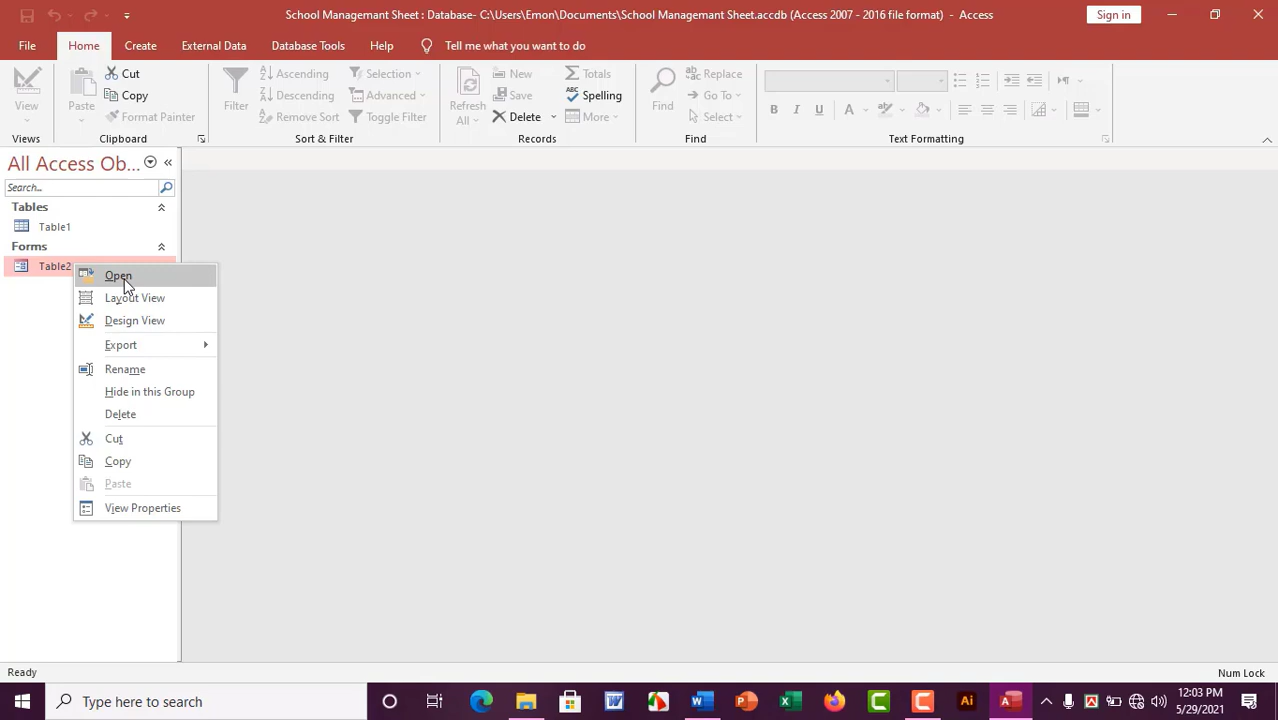 School Managemant Sheet : Database- C:\Users\Emon\Documents\School Managemant Sheet.accdb (Access 2007 - 2016 file format) - Access
Sign in
File Home Create External Data Database Tools Help Tell me what you want to do
View
Views
Paste
Cut
Copy
Format Painter
Clipboard
Filter
Ascending
Descending
Remove Sort
Selection
Advanced
Toggle Filter
Sort & Filter
Refresh
All
New
Save
Delete
Totals
Spelling
More
Records
Find
Replace
Go To
Select
Find
B I U A
Text Formatting
All Access Ob...
Search...
Tables
Table1
Forms
Table2
Open
Layout View
Design View
Export
Rename
Hide in this Group
Delete
Cut
Copy
Paste
View Properties
Ready
Num Lock
Type here to search
12:03 PM
5/29/2021